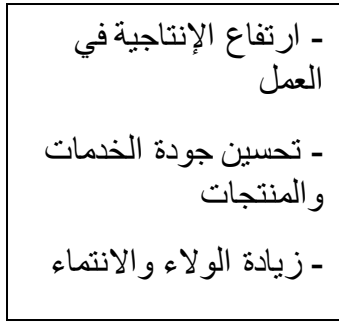 - ارتفاع الإنتاجية في
العمل
- تحسين جودة الخدمات
والمنتجات
- زيادة الولاء والانتماء